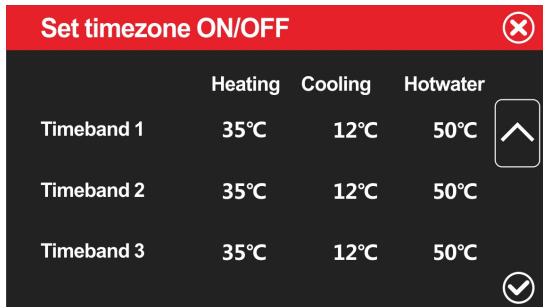 Set timezone ON/OFF
Heating Cooling Hotwater
Timeband 1 35℃ 12℃ 50℃
Timeband 2 35℃ 12℃ 50℃
Timeband 3 35℃ 12℃ 50℃